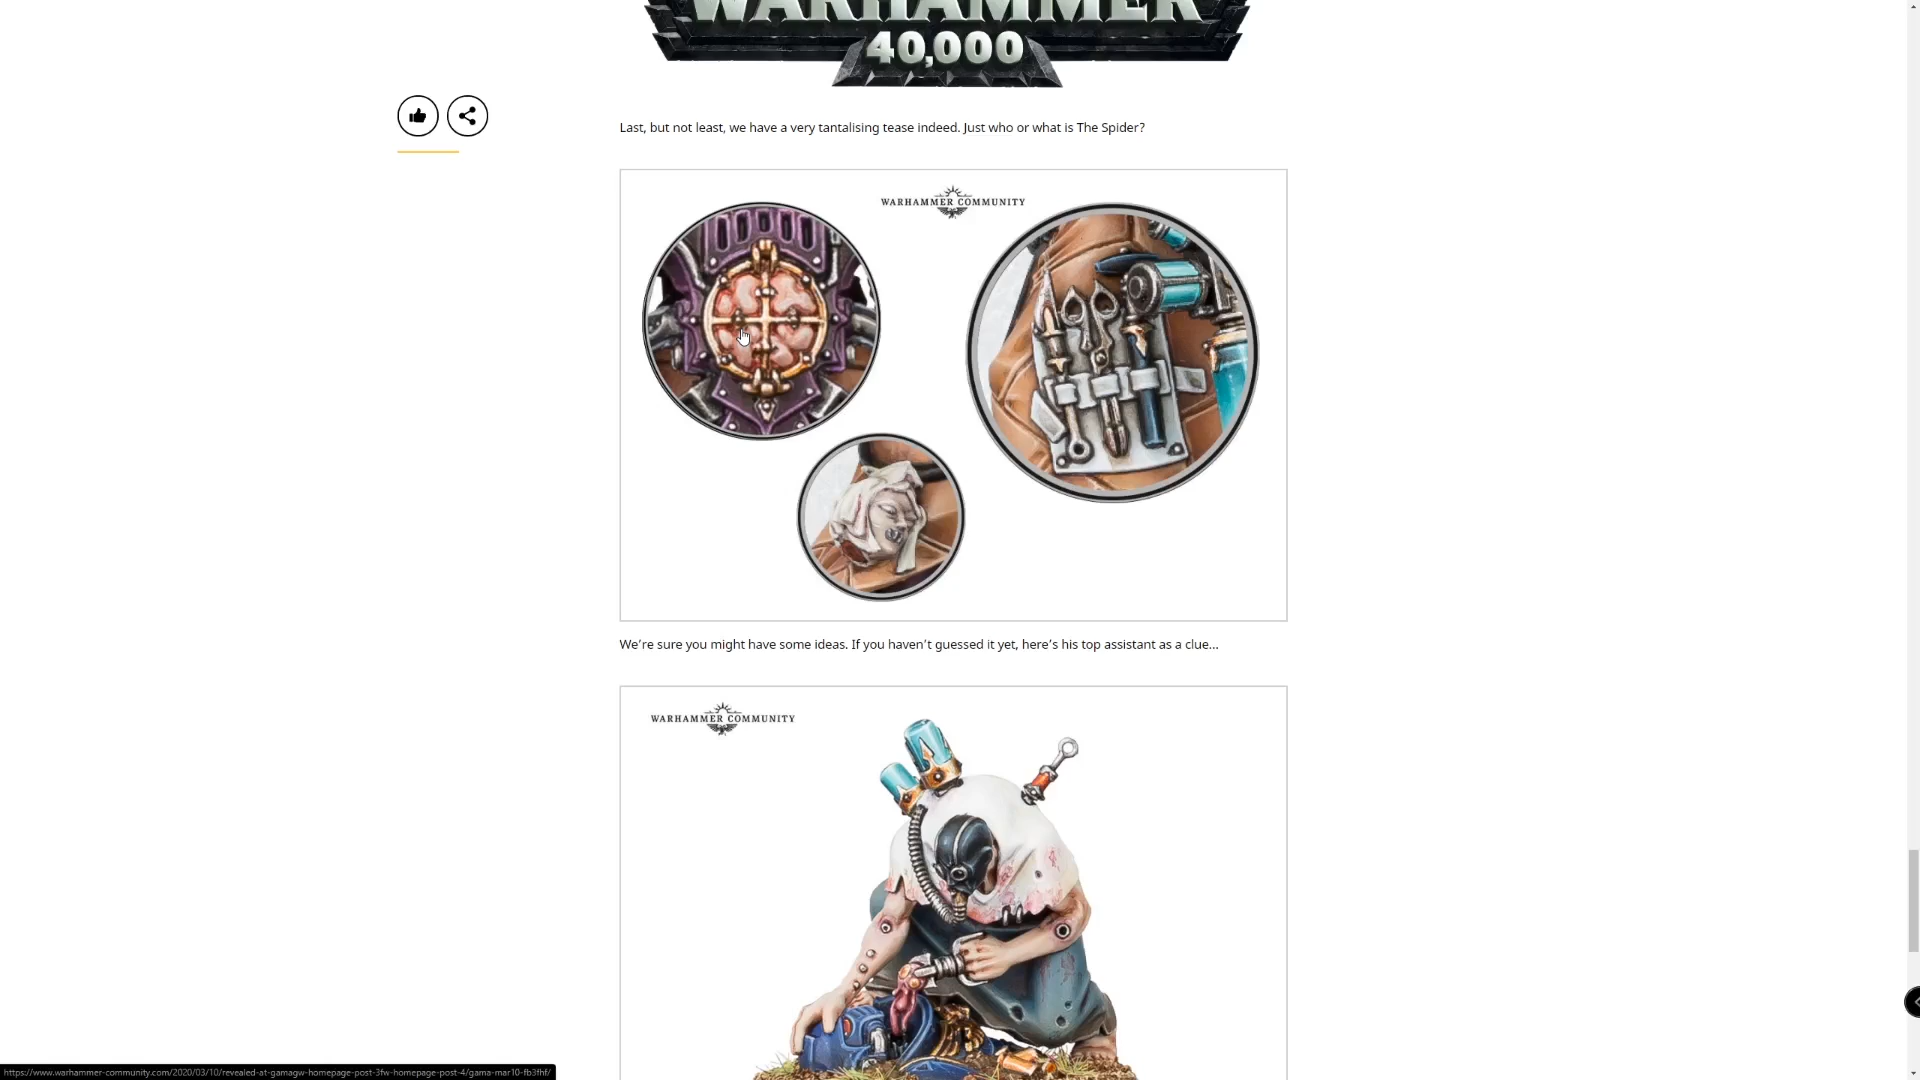 WARHAMMER
40,000
Last, but not least, we have a very tantalising tease indeed. Just who or what is The Spider?
WARHAMMER COMMUNITY
We’re sure you might have some ideas. If you haven’t guessed it yet, here’s his top assistant as a clue…
WARHAMMER COMMUNITY
https://www.warhammer-community.com/2020/03/10/revealed-at-gamagw-homepage-post-3fw-homepage-post-4/gama-mar10-fb3fhf/